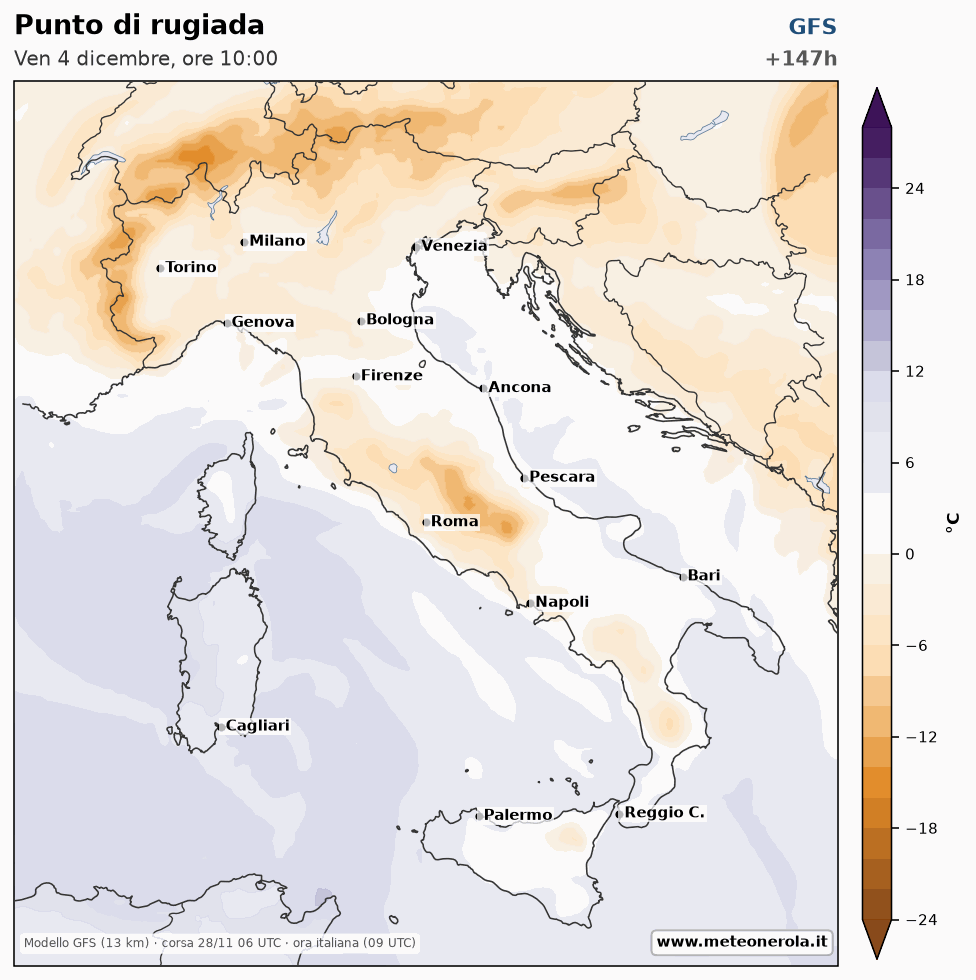 Punto di rugiada
GFS
Ven 4 dicembre, ore 10:00
+147h
Milano
Venezia
Torino
Genova
Bologna
Firenze
Ancona
Pescara
Roma
Bari
Napoli
Cagliari
Palermo
Reggio C.
24
18
12
6
0
−6
−12
−18
−24
°C
Modello GFS (13 km) · corsa 28/11 06 UTC · ora italiana (09 UTC)
www.meteonerola.it